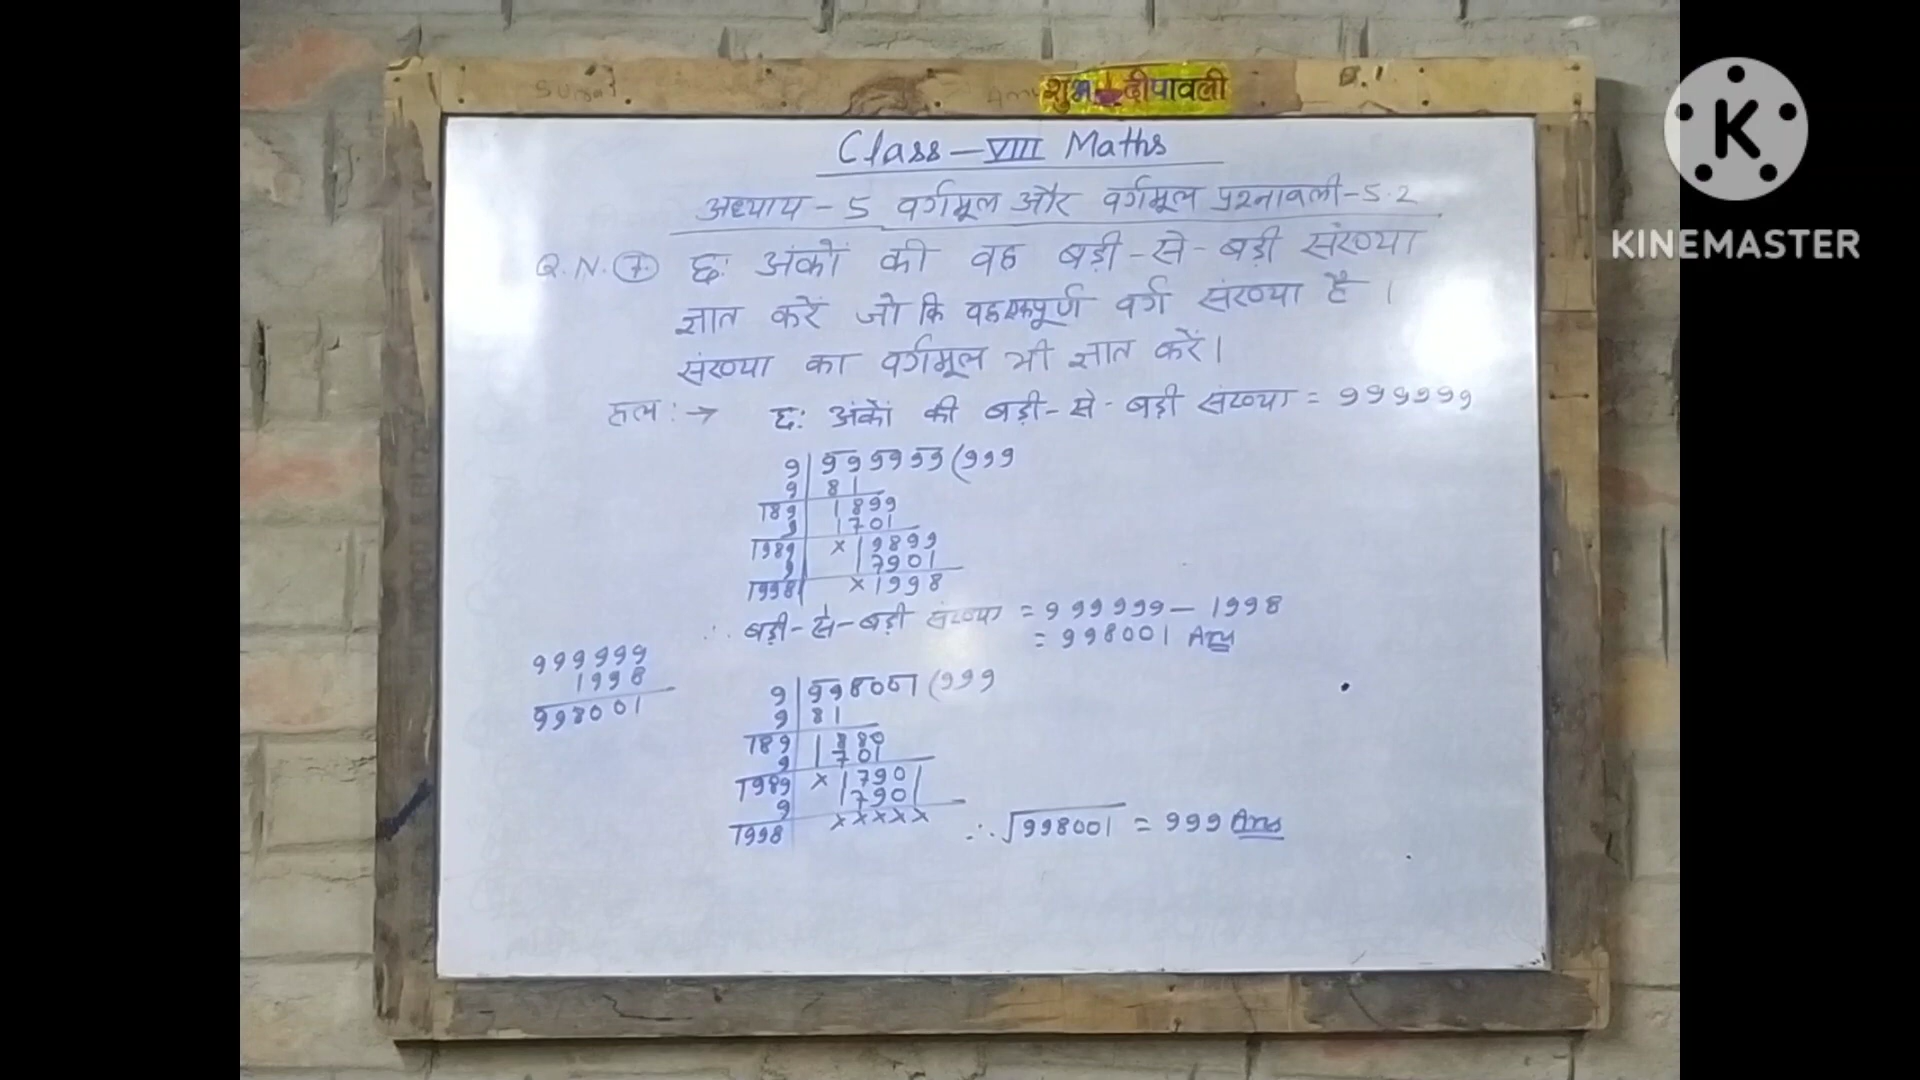 शुभ दीपावली
K
KINEMASTER
Class - VIII Maths
अध्याय - 5 वर्गमूल और वर्गमूल प्रश्नावली - 5.2
Q.N. 7. छः अंकों की वह बड़ी-से-बड़ी संख्या
ज्ञात करें जो कि वह एक पूर्ण वर्ग संख्या है ।
संख्या का वर्गमूल भी ज्ञात करें।
हल :→ छः अंकों की बड़ी-से-बड़ी संख्या = 999999
9 | 999999 (999
9 | 81
189 | 1899
9 | 1701
1989 | × 19899
9 | 17901
1998 | × 1998
∴ बड़ी-से-बड़ी संख्या = 999999 - 1998
= 998001 Ans
999999
1998
998001
9 | 998001 (999
9 | 81
189 | 1880
9 | 1701
1989 | × 17901
9 | 17901
1998 | × × × × ×
∴ √998001 = 999 Ans